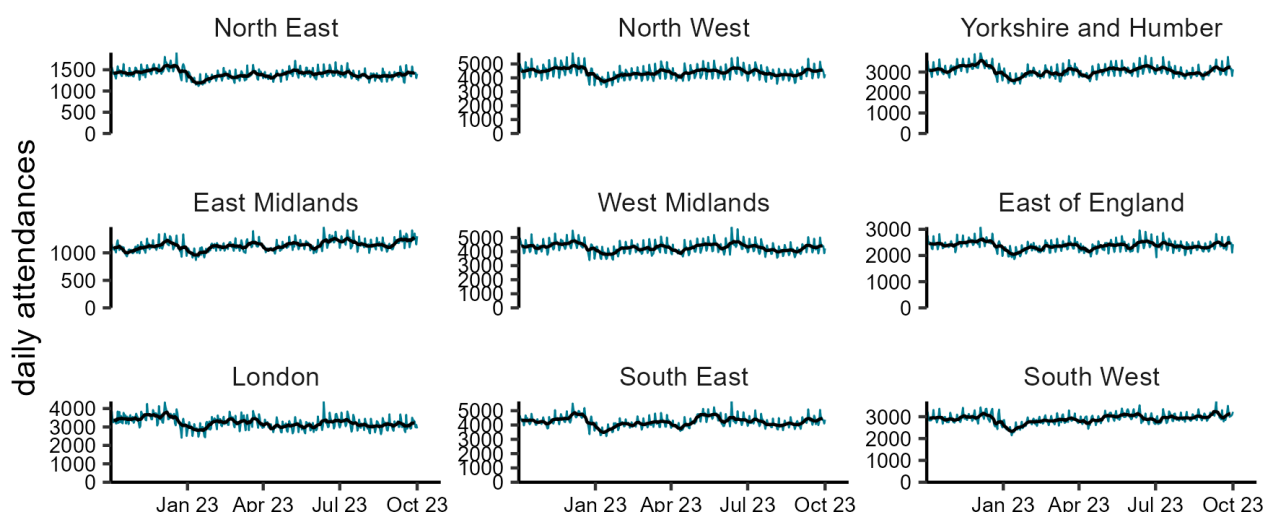 North East North West Yorkshire and Humber
1500 5000 3000
1000 4000 2000
500 3000 1000
0 2000 0
1000
0
daily attendances
East Midlands West Midlands East of England
1000 5000 3000
500 4000 2000
0 3000 1000
2000 0
1000
0
London South East South West
4000 5000 3000
3000 4000 2000
2000 3000 1000
1000 2000 0
0 1000
0
Jan 23 Apr 23 Jul 23 Oct 23 Jan 23 Apr 23 Jul 23 Oct 23 Jan 23 Apr 23 Jul 23 Oct 23